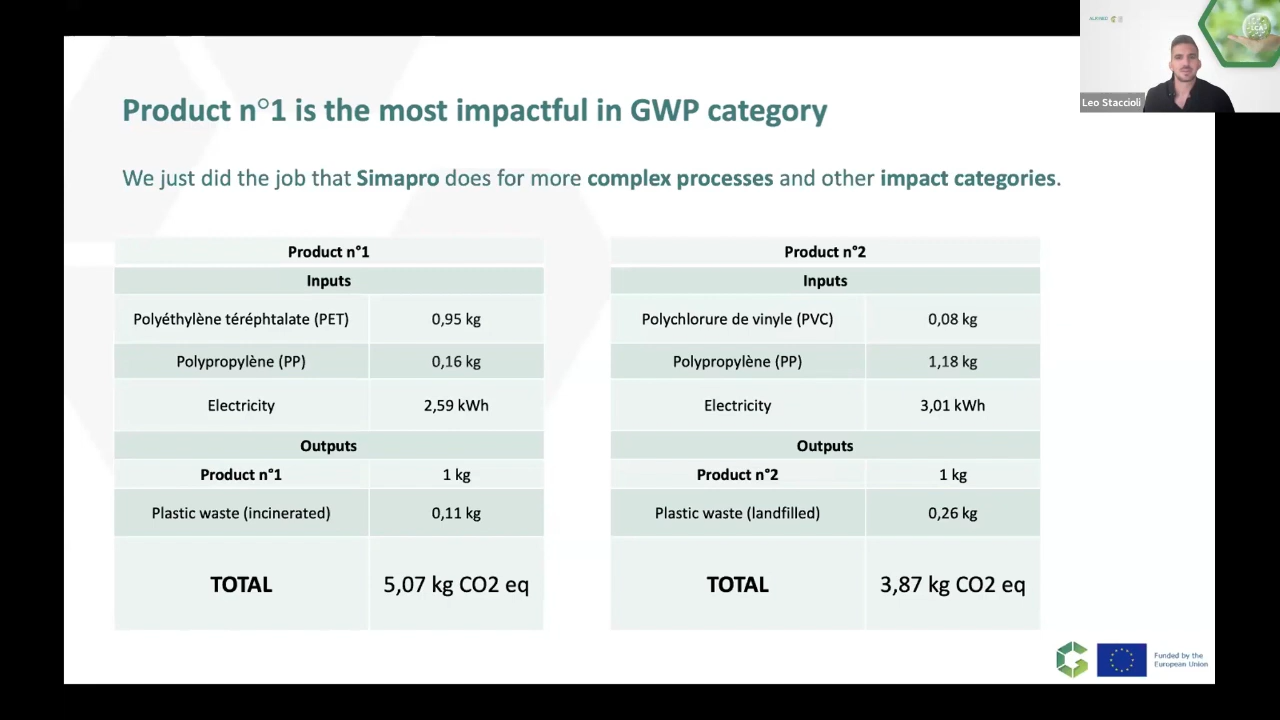 Product n°1 is the most impactful in GWP category
We just did the job that Simapro does for more complex processes and other impact categories.
Leo Staccioli
LCA
Product n°1
Inputs
Polyéthylène téréphtalate (PET) 0,95 kg
Polypropylène (PP) 0,16 kg
Electricity 2,59 kWh
Outputs
Product n°1 1 kg
Plastic waste (incinerated) 0,11 kg
TOTAL 5,07 kg CO2 eq
Product n°2
Inputs
Polychlorure de vinyle (PVC) 0,08 kg
Polypropylène (PP) 1,18 kg
Electricity 3,01 kWh
Outputs
Product n°2 1 kg
Plastic waste (landfilled) 0,26 kg
TOTAL 3,87 kg CO2 eq
Funded by the
European Union